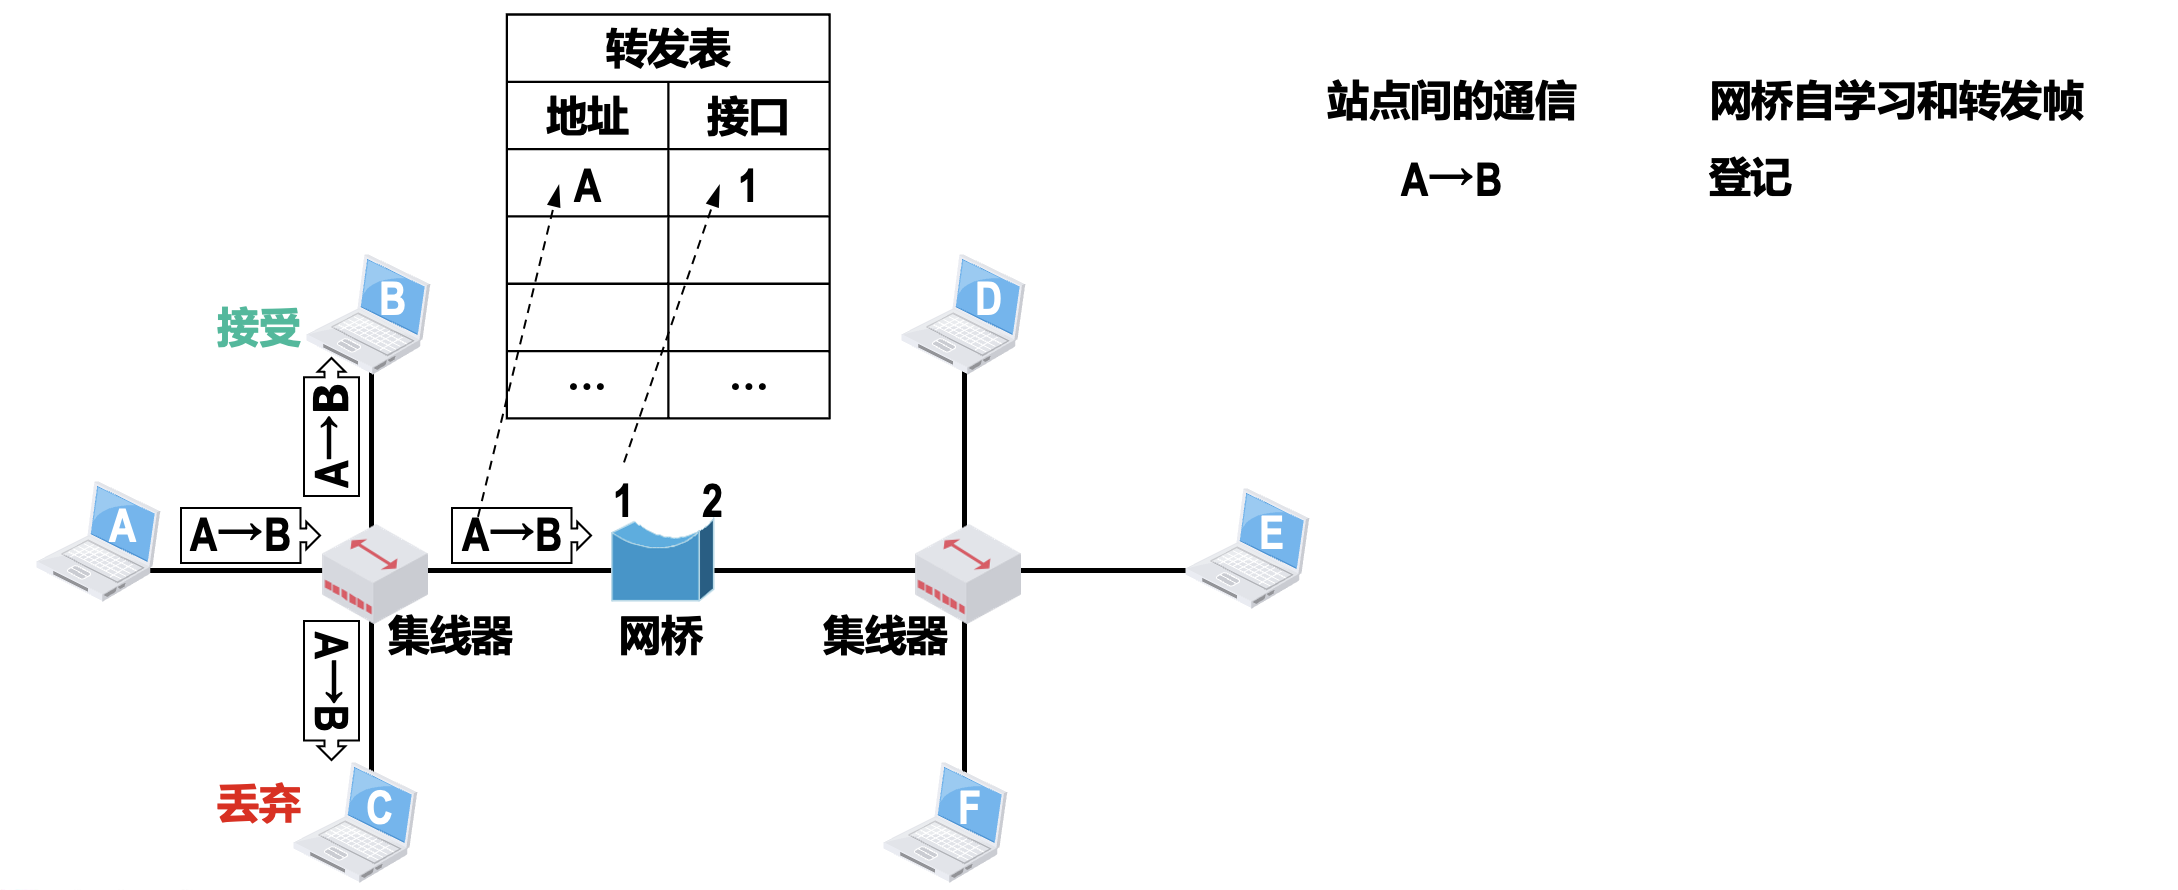 转发表
地址 接口
A 1
... ...
站点间的通信 网桥自学习和转发帧
A→B 登记
B
接受
A→B
A
A→B
A→B
1 2
集线器
网桥
集线器
A→B
丢弃
C
D
E
F